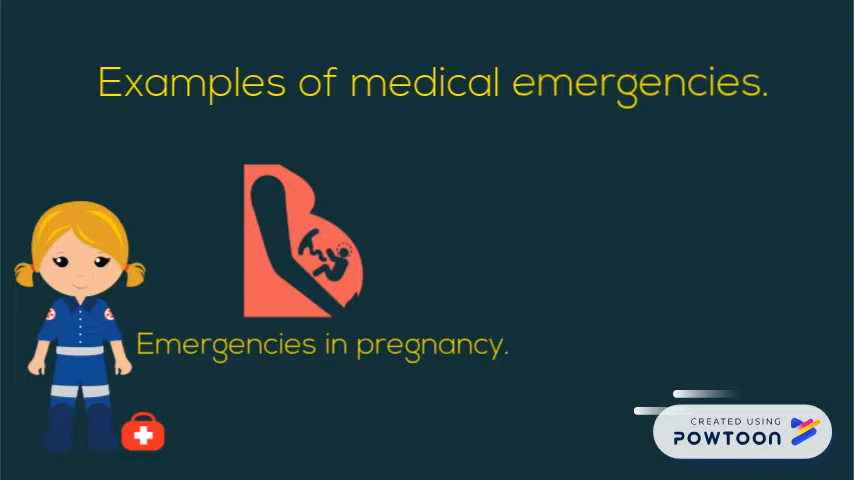 Examples of medical emergencies.
Emergencies in pregnancy.
CREATED USING
POWTOON